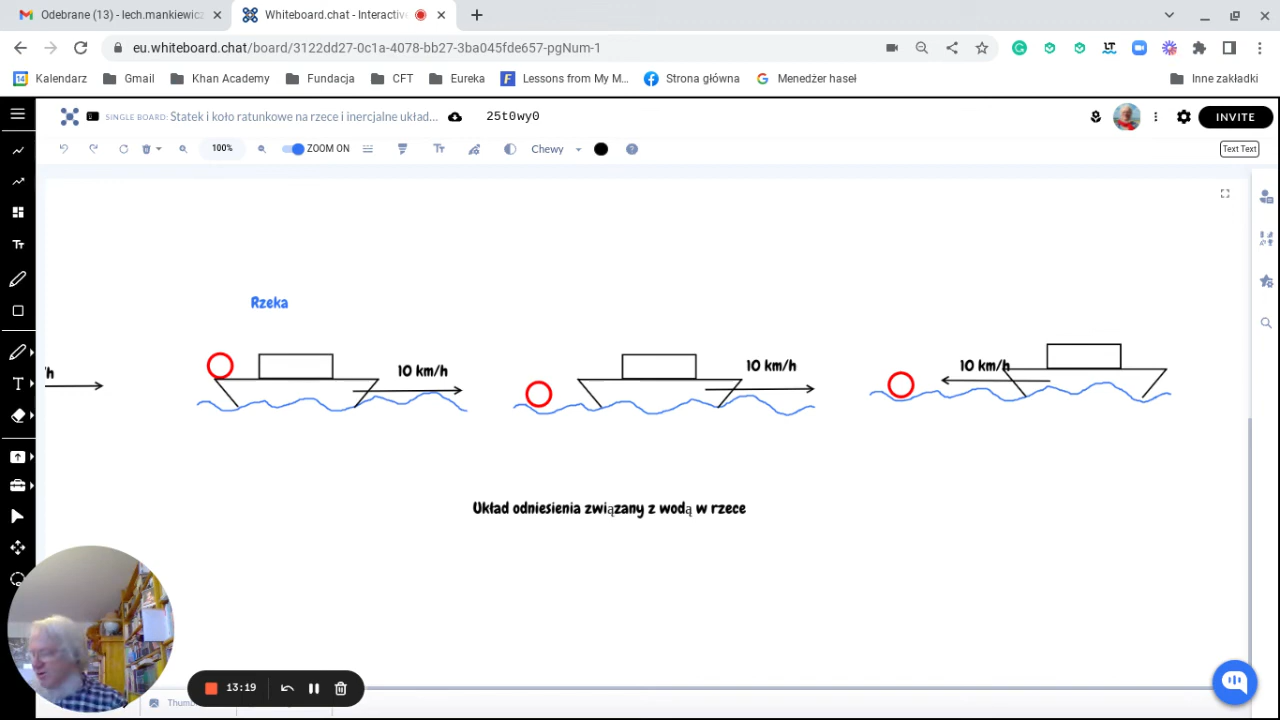 Odebrane (13) - lech.mankiewicz
Whiteboard.chat - Interactiv
eu.whiteboard.chat/board/3122dd27-0c1a-4078-bb27-3ba045fde657-pgNum-1
Kalendarz
Gmail
Khan Academy
Fundacja
CFT
Eureka
Lessons from My M...
Strona główna
Menedżer haseł
Inne zakładki
SINGLE BOARD: Statek i koło ratunkowe na rzece i inercjalne układ...
25t0wy0
INVITE
100%
ZOOM ON
Chewy
Text Text
Rzeka
/h
10 km/h
10 km/h
10 km/h
Układ odniesienia związany z wodą w rzece
13:19